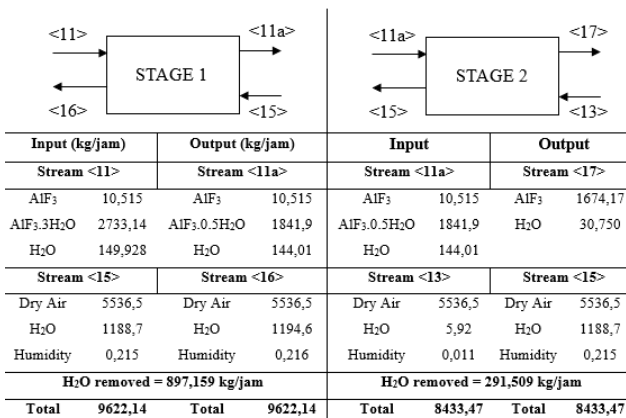 <11> <11a> <11a> <17>
STAGE 1 STAGE 2
<16> <15> <15> <13>
Input (kg/jam) Output (kg/jam) Input Output
Stream <11> Stream <11a> Stream <11a> Stream <17>
AlF3 10,515 AlF3 10,515 AlF3 10,515 AlF3 1674,17
AlF3.3H2O 2733,14 AlF3.0.5H2O 1841,9 AlF3.0.5H2O 1841,9 H2O 30,750
H2O 149,928 H2O 144,01 H2O 144,01
Stream <15> Stream <16> Stream <13> Stream <15>
Dry Air 5536,5 Dry Air 5536,5 Dry Air 5536,5 Dry Air 5536,5
H2O 1188,7 H2O 1194,6 H2O 5,92 H2O 1188,7
Humidity 0,215 Humidity 0,216 Humidity 0,011 Humidity 0,215
H2O removed = 897,159 kg/jam H2O removed = 291,509 kg/jam
Total 9622,14 Total 9622,14 Total 8433,47 Total 8433,47